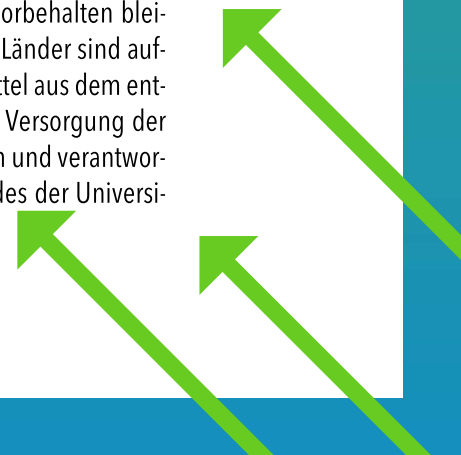 orbehalten blei-
Länder sind auf-
ttel aus dem ent-
Versorgung der
n und verantwor-
des der Universi-